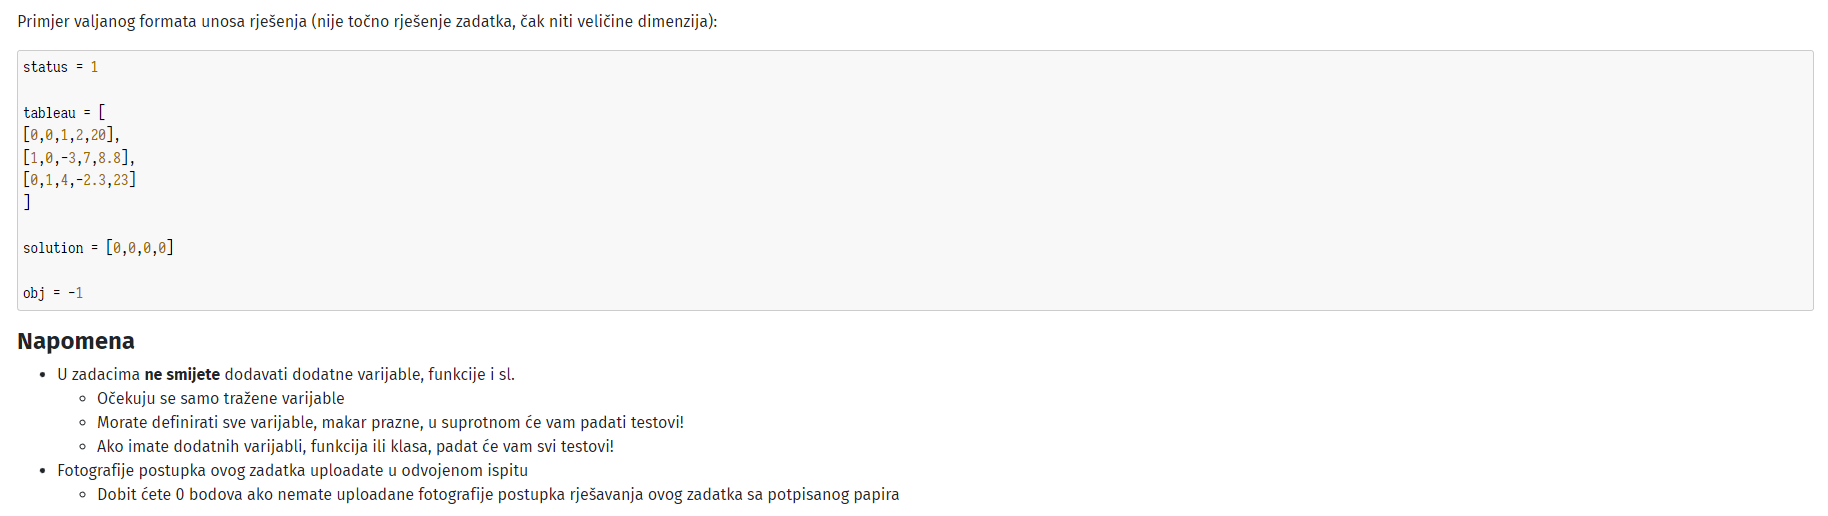 Primjer valjanog formata unosa rješenja (nije točno rješenje zadatka, čak niti veličine dimenzija):
status = 1
tableau = [
[0,0,1,2,20],
[1,0,-3,7,8.8],
[0,1,4,-2.3,23]
]
solution = [0,0,0,0]
obj = -1
Napomena
• U zadacima ne smijete dodavati dodatne varijable, funkcije i sl.
◦ Očekuju se samo tražene varijable
◦ Morate definirati sve varijable, makar prazne, u suprotnom će vam padati testovi!
◦ Ako imate dodatnih varijabli, funkcija ili klasa, padat će vam svi testovi!
• Fotografije postupka ovog zadatka uploadate u odvojenom ispitu
◦ Dobit ćete 0 bodova ako nemate uploadane fotografije postupka rješavanja ovog zadatka sa potpisanog papira